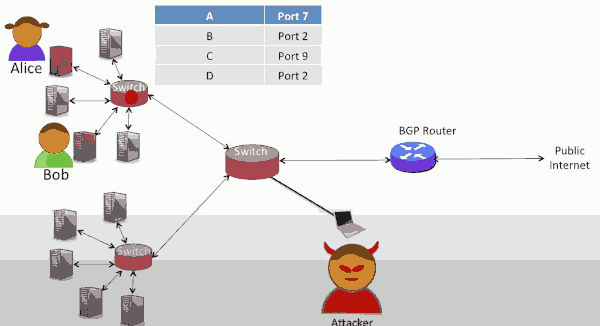 A Port 7
B Port 2
C Port 9
D Port 2
Alice
Switch
Bob
Switch
BGP Router
Public
Internet
Switch
Attacker